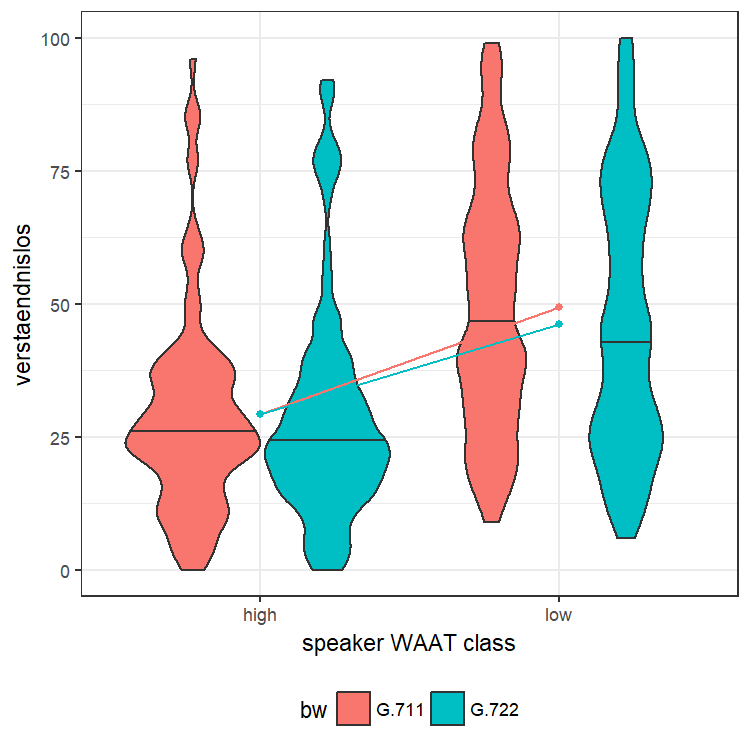 100
75
50
25
0
verstaendnislos
high low
speaker WAAT class
bw G.711 G.722